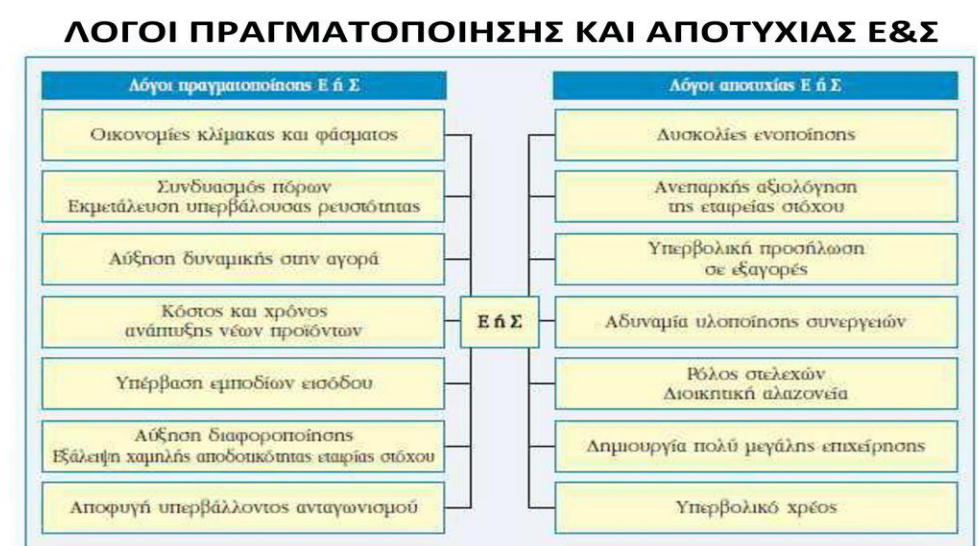 ΛΟΓΟΙ ΠΡΑΓΜΑΤΟΠΟΙΗΣΗΣ ΚΑΙ ΑΠΟΤΥΧΙΑΣ Ε&Σ
Λόγοι πραγματοποίησης Ε ή Σ
Οικονομίες κλίμακας και φάσματος
Συνδυασμός πόρων
Εκμετάλευση υπερβάλουσας ρευστότητας
Αύξηση δυναμικής στην αγορά
Κόστος και χρόνος
ανάπτυξης νέων προϊόντων
Υπέρβαση εμποδίων εισόδου
Αύξηση διαφοροποίησης
Εξάλειψη χαμηλής αποδοτικότητας εταιρίας στόχου
Αποφυγή υπερβάλλοντος ανταγωνισμού
Ε ή Σ
Λόγοι αποτυχίας Ε ή Σ
Δυσκολίες ενοποίησης
Ανεπαρκής αξιολόγηση
της εταιρείας στόχου
Υπερβολική προσήλωση
σε εξαγορές
Αδυναμία υλοποίησης συνεργειών
Ρόλος στελεχών
Διοικητική αλαζονεία
Δημιουργία πολύ μεγάλης επιχείρησης
Υπερβολικό χρέος